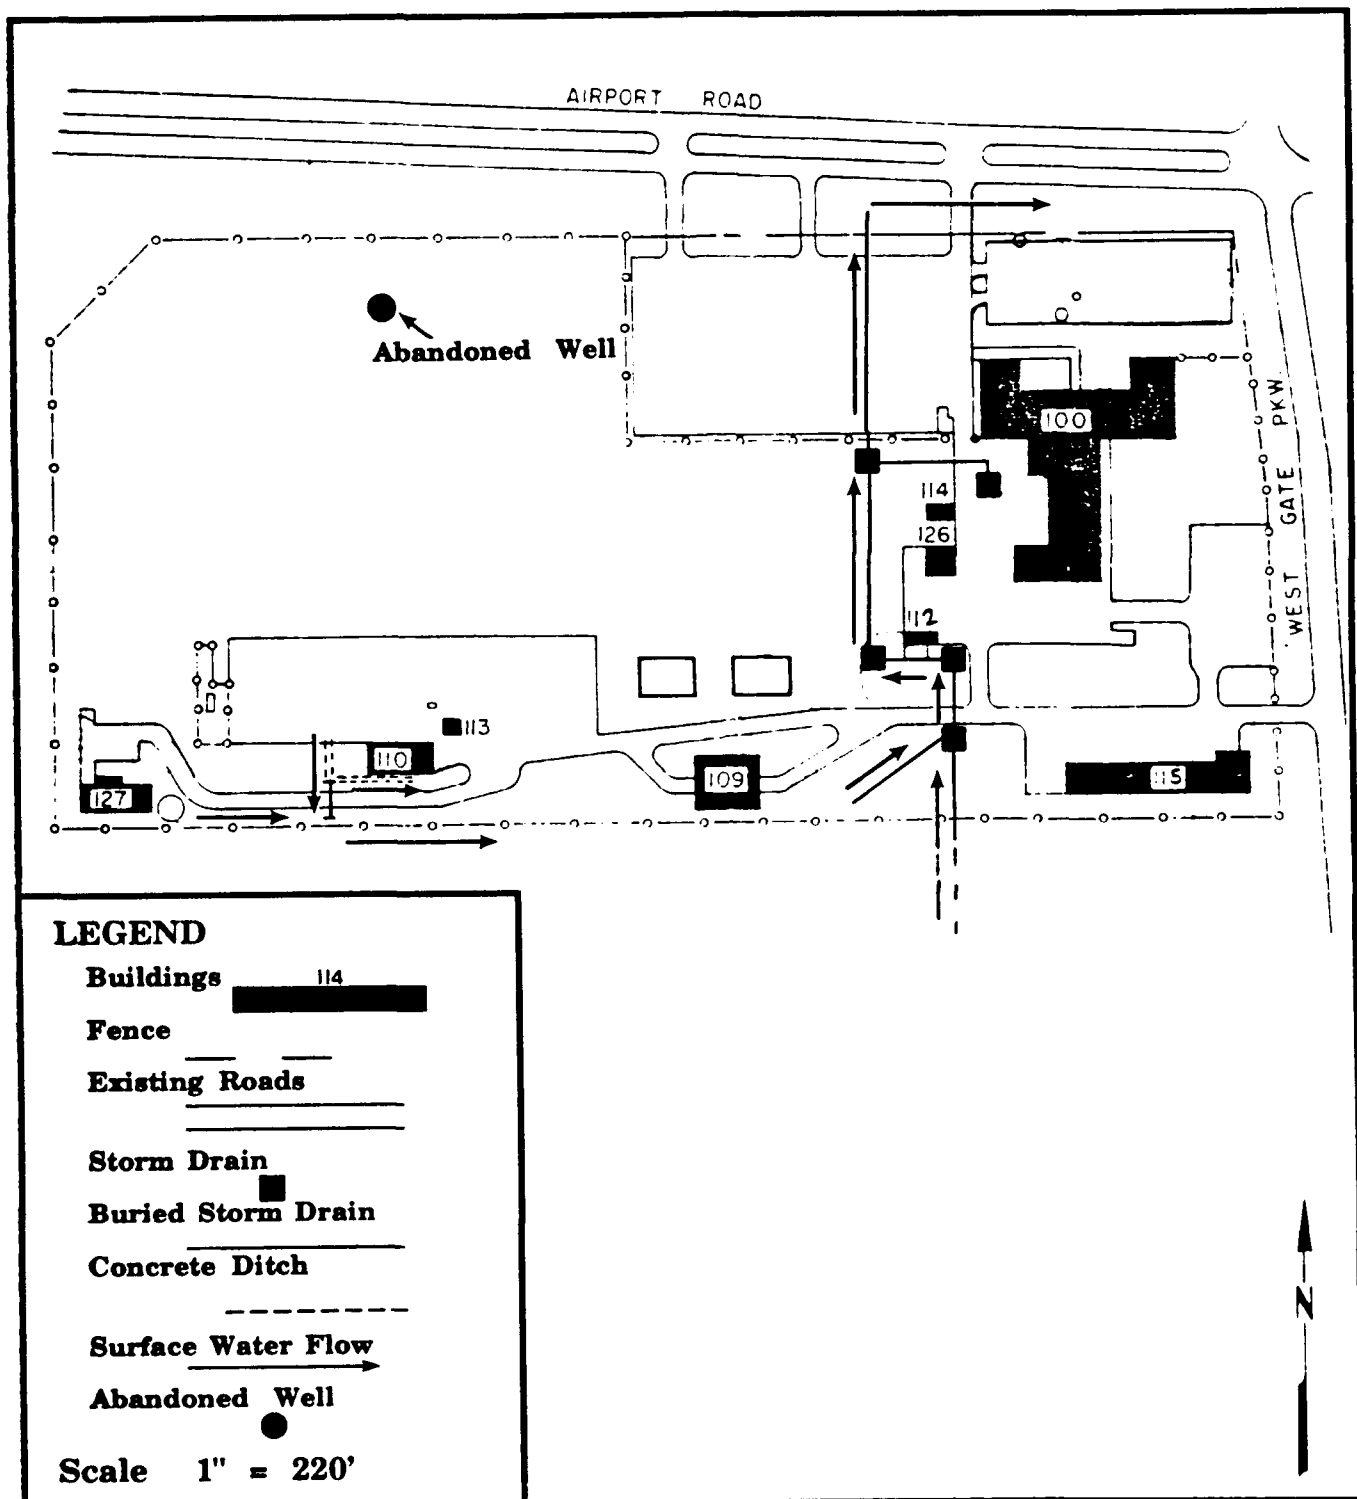 AIRPORT ROAD
Abandoned Well
100
WEST GATE PKW.
114
126
112
113
110
109
115
127
LEGEND
Buildings 114
Fence
Existing Roads
Storm Drain
Buried Storm Drain
Concrete Ditch
Surface Water Flow
Abandoned Well
Scale 1" = 220'
N